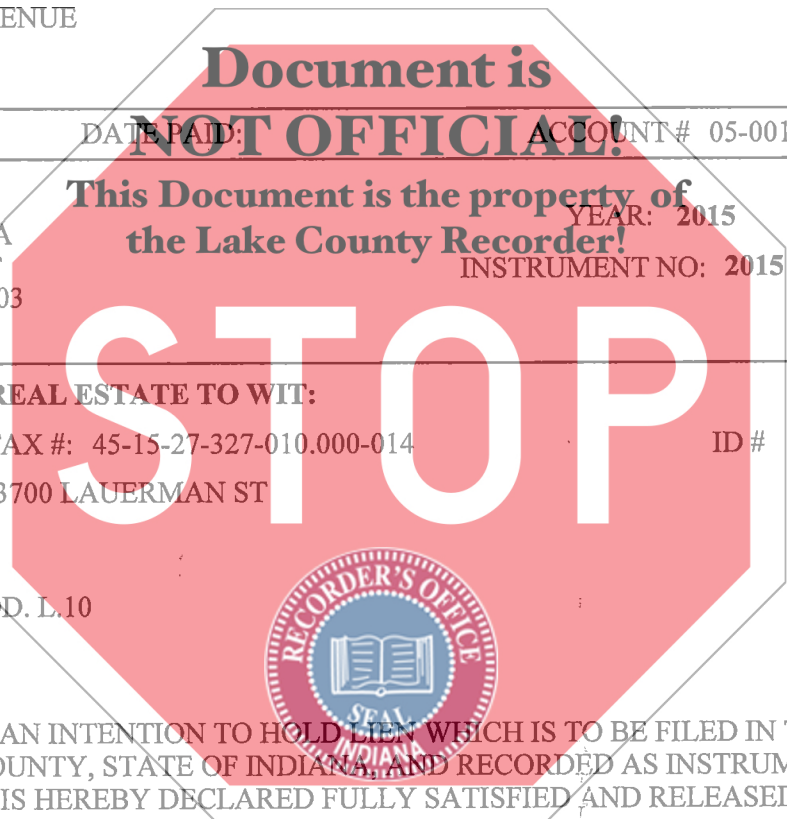 ENUE
Document is
DATE PAID: ACCOUNT # 05-001
NOT OFFICIAL!
This Document is the property of
YEAR: 2015
A
the Lake County Recorder!
INSTRUMENT NO: 2015
03
STOP
REAL ESTATE TO WIT:
TAX #: 45-15-27-327-010.000-014 ID #
3700 LAUERMAN ST
RECORDER'S OFFICE
DD. L.10
SEAL
INDIANA
AN INTENTION TO HOLD LIEN WHICH IS TO BE FILED IN
OUNTY, STATE OF INDIANA, AND RECORDED AS INSTRUM
IS HEREBY DECLARED FULLY SATISFIED AND RELEASED